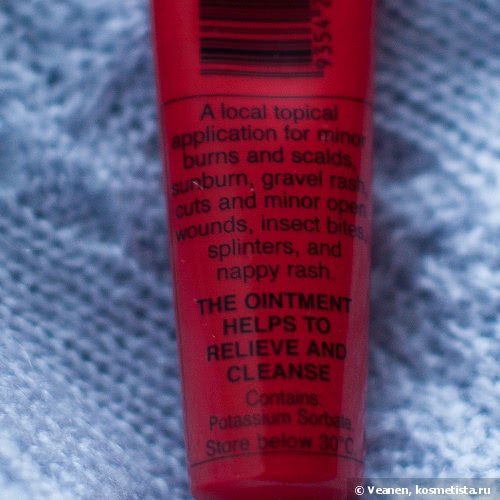 9354
A local topical
application for minor
burns and scalds,
sunburn, gravel rash,
cuts and minor open
wounds, insect bites,
splinters, and
nappy rash.
THE OINTMENT
HELPS TO
RELIEVE AND
CLEANSE
Contains:
Potassium Sorbate.
Store below 30°C
© Veanen, kosmetista.ru